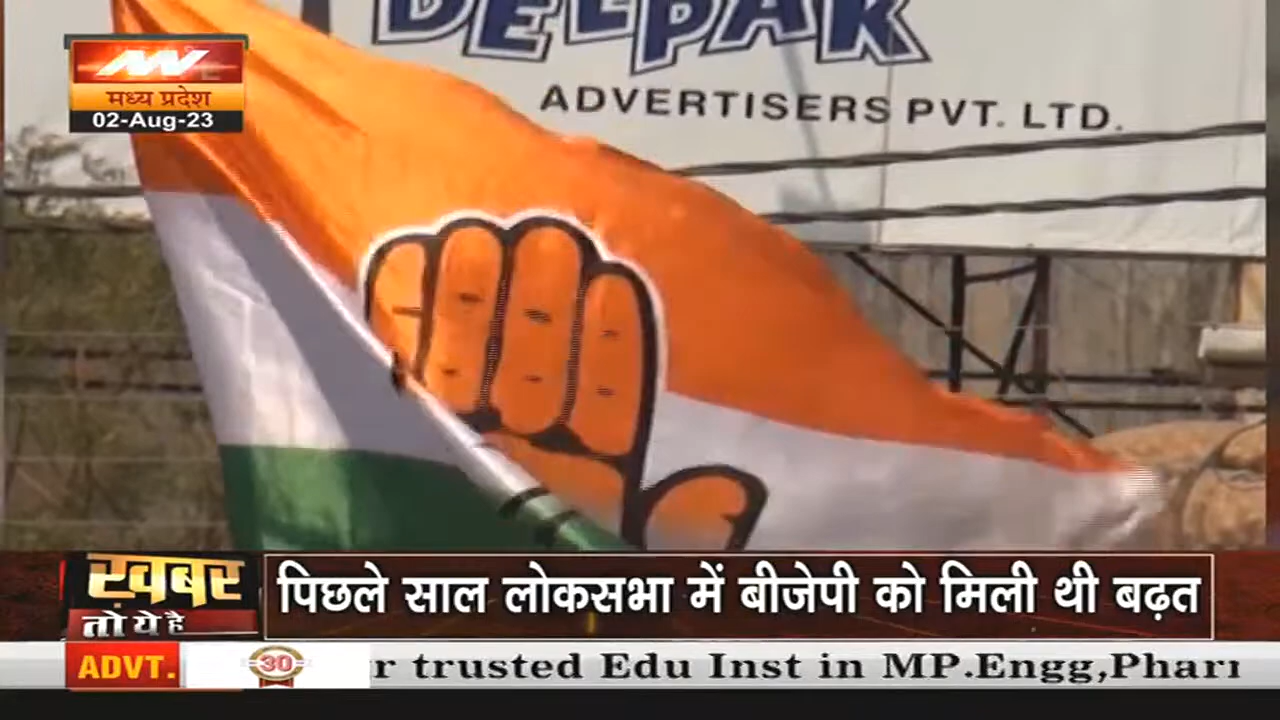 DEEPAK
ADVERTISERS PVT. LTD.
मध्य प्रदेश
02-Aug-23
ख़बर
तो ये है
पिछले साल लोकसभा में बीजेपी को मिली थी बढ़त
ADVT.
30
r trusted Edu Inst in MP.Engg,Phar